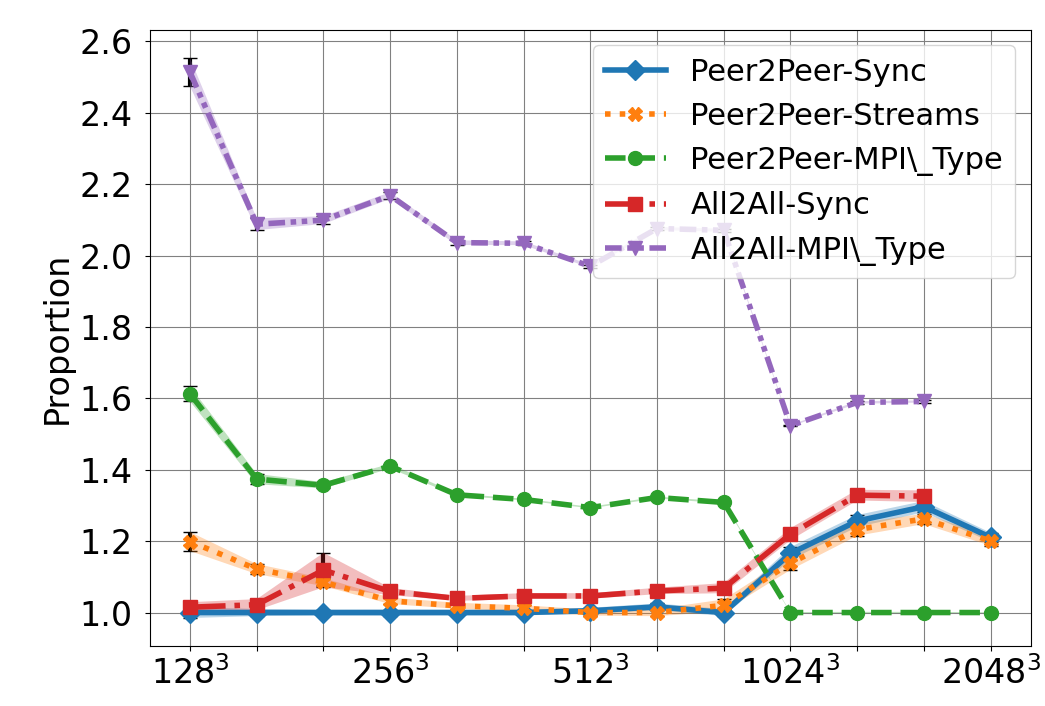 2.6
2.4
2.2
2.0
1.8
1.6
1.4
1.2
1.0
Proportion
Peer2Peer-Sync
Peer2Peer-Streams
Peer2Peer-MPI\_Type
All2All-Sync
All2All-MPI\_Type
128³ 256³ 512³ 1024³ 2048³